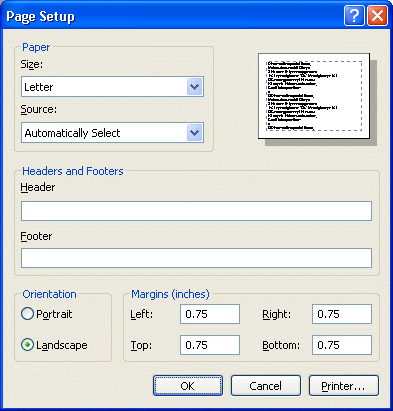 Page Setup
Paper
Size:
Letter
Source:
Automatically Select
Headers and Footers
Header
Footer
Orientation
Portrait
Landscape
Margins (inches)
Left: 0.75 Right: 0.75
Top: 0.75 Bottom: 0.75
OK Cancel Printer...